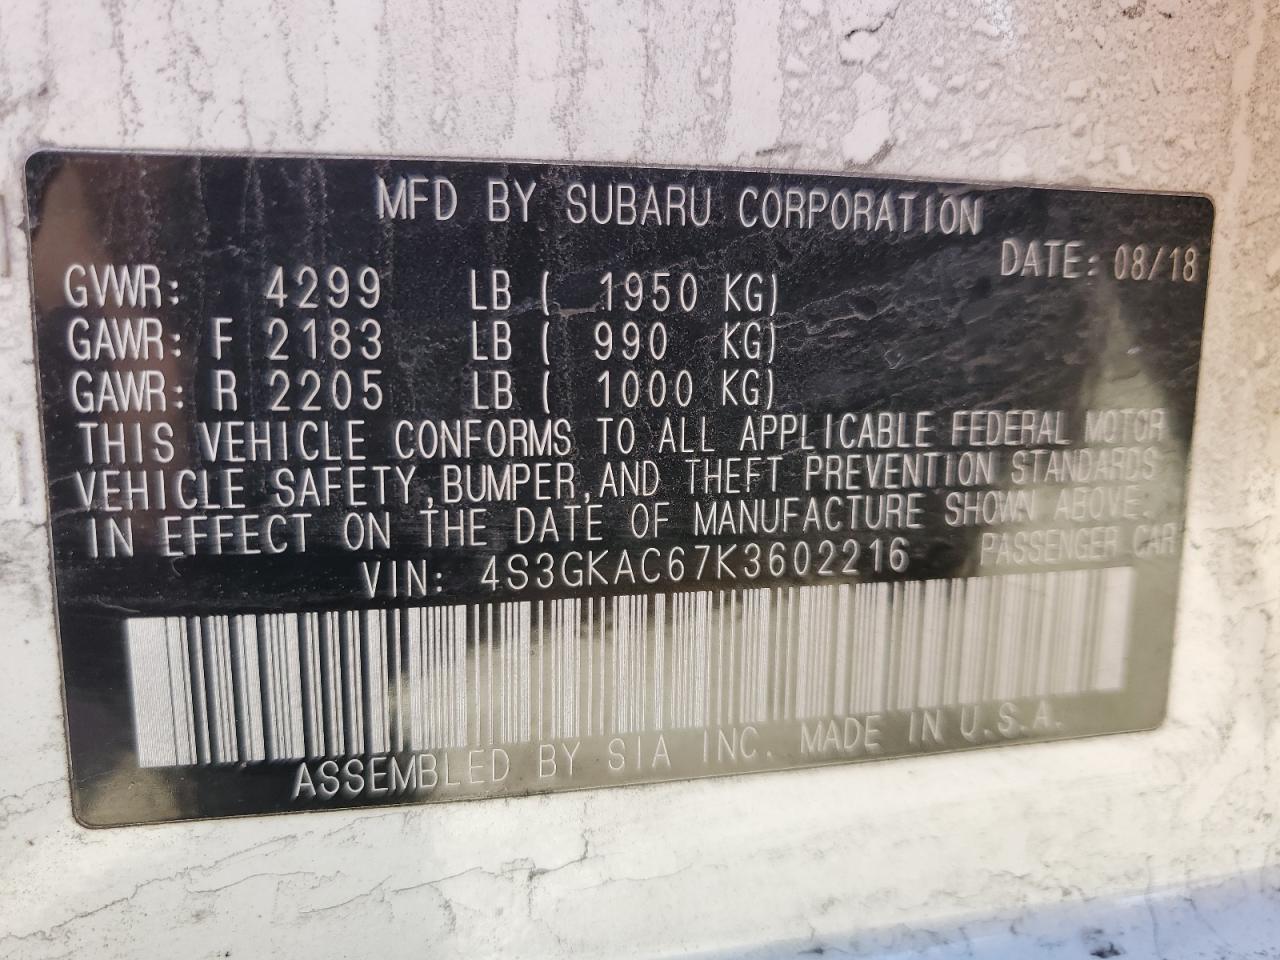 MFD BY SUBARU CORPORATION
DATE: 08/18
GVWR: 4299 LB ( 1950 KG)
GAWR: F 2183 LB ( 990 KG)
GAWR: R 2205 LB ( 1000 KG)
THIS VEHICLE CONFORMS TO ALL APPLICABLE FEDERAL MOTOR
VEHICLE SAFETY,BUMPER,AND THEFT PREVENTION STANDARDS
IN EFFECT ON THE DATE OF MANUFACTURE SHOWN ABOVE.
VIN: 4S3GKAC67K3602216 PASSENGER CAR
ASSEMBLED BY SIA INC. MADE IN U.S.A.